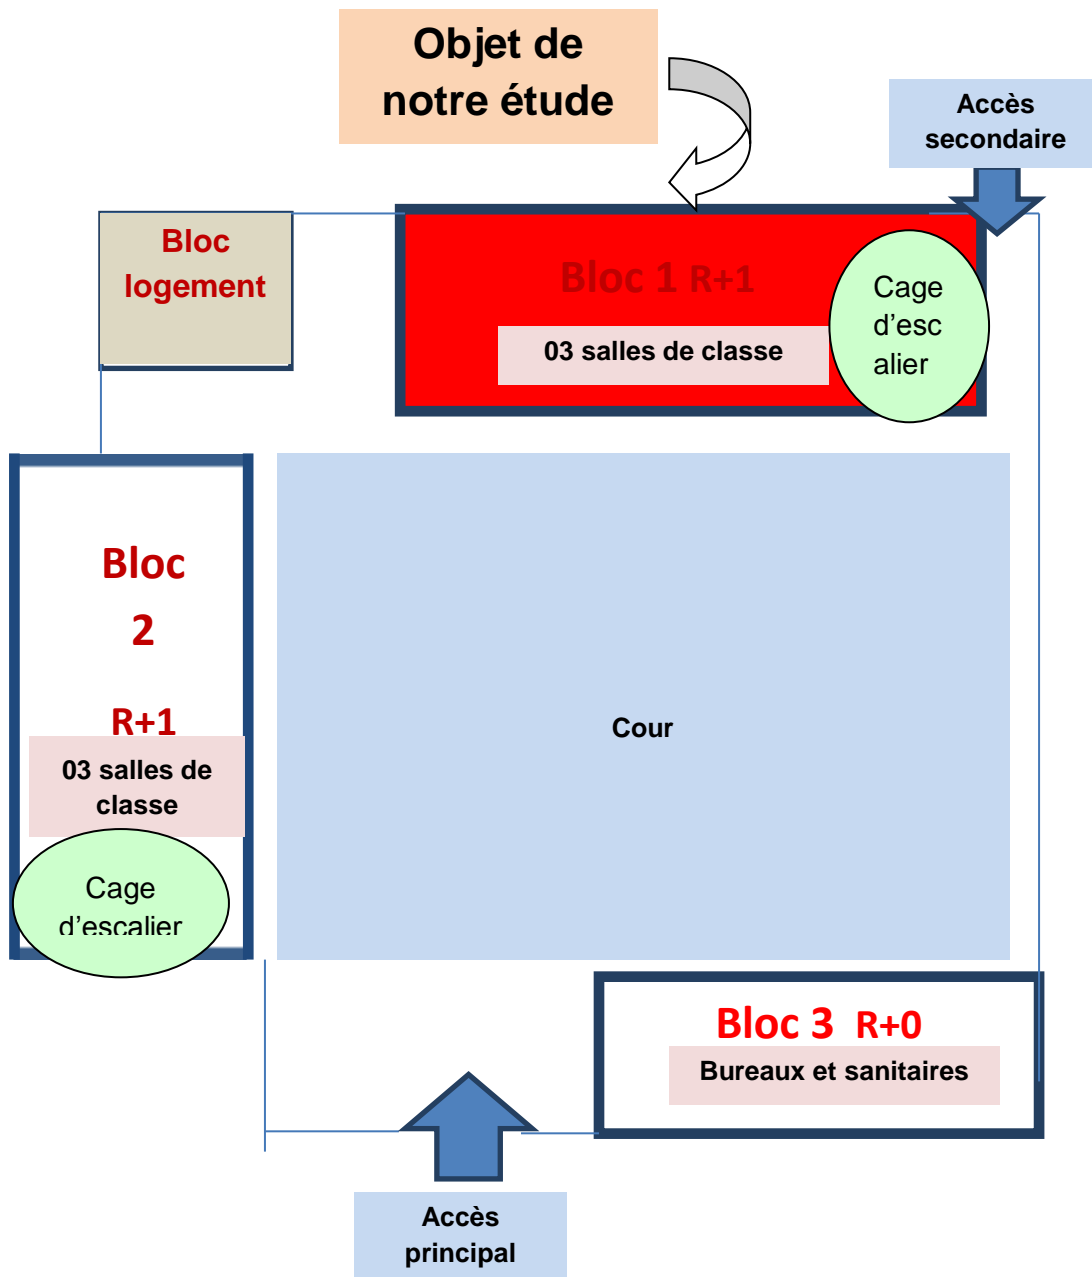 Objet de
notre étude
Accès
secondaire
Bloc
logement
Bloc 1 R+1
03 salles de classe
Cage
d’esc
alier
Bloc
2
R+1
03 salles de
classe
Cage
d’escalier
Cour
Bloc 3 R+0
Bureaux et sanitaires
Accès
principal